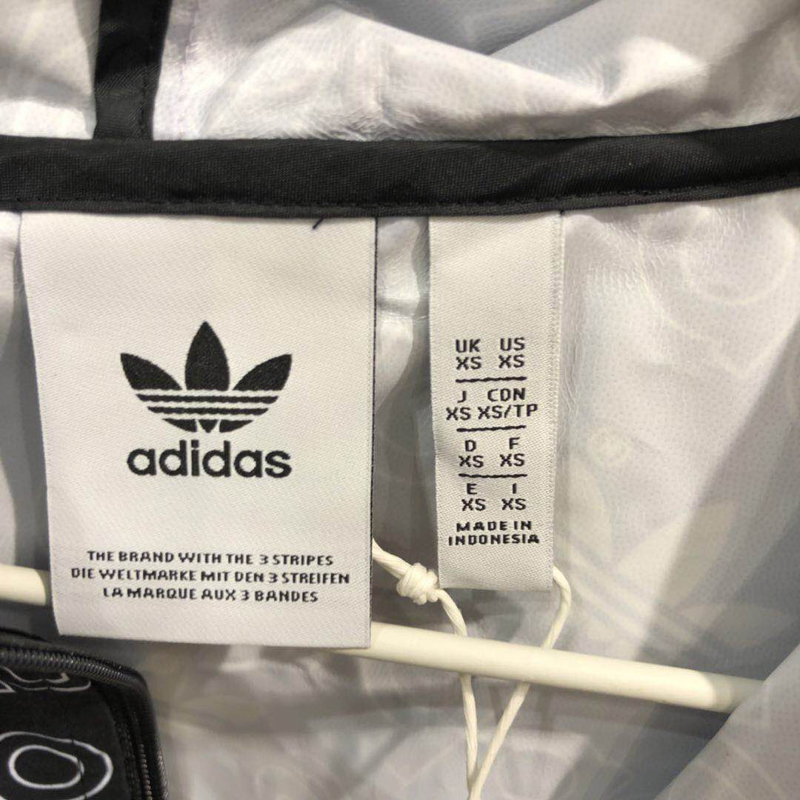 adidas
THE BRAND WITH THE 3 STRIPES
DIE WELTMARKE MIT DEN 3 STREIFEN
LA MARQUE AUX 3 BANDES
UK US
XS XS
J CDN
XS XS/TP
D F
XS XS
E I
XS XS
MADE IN
INDONESIA